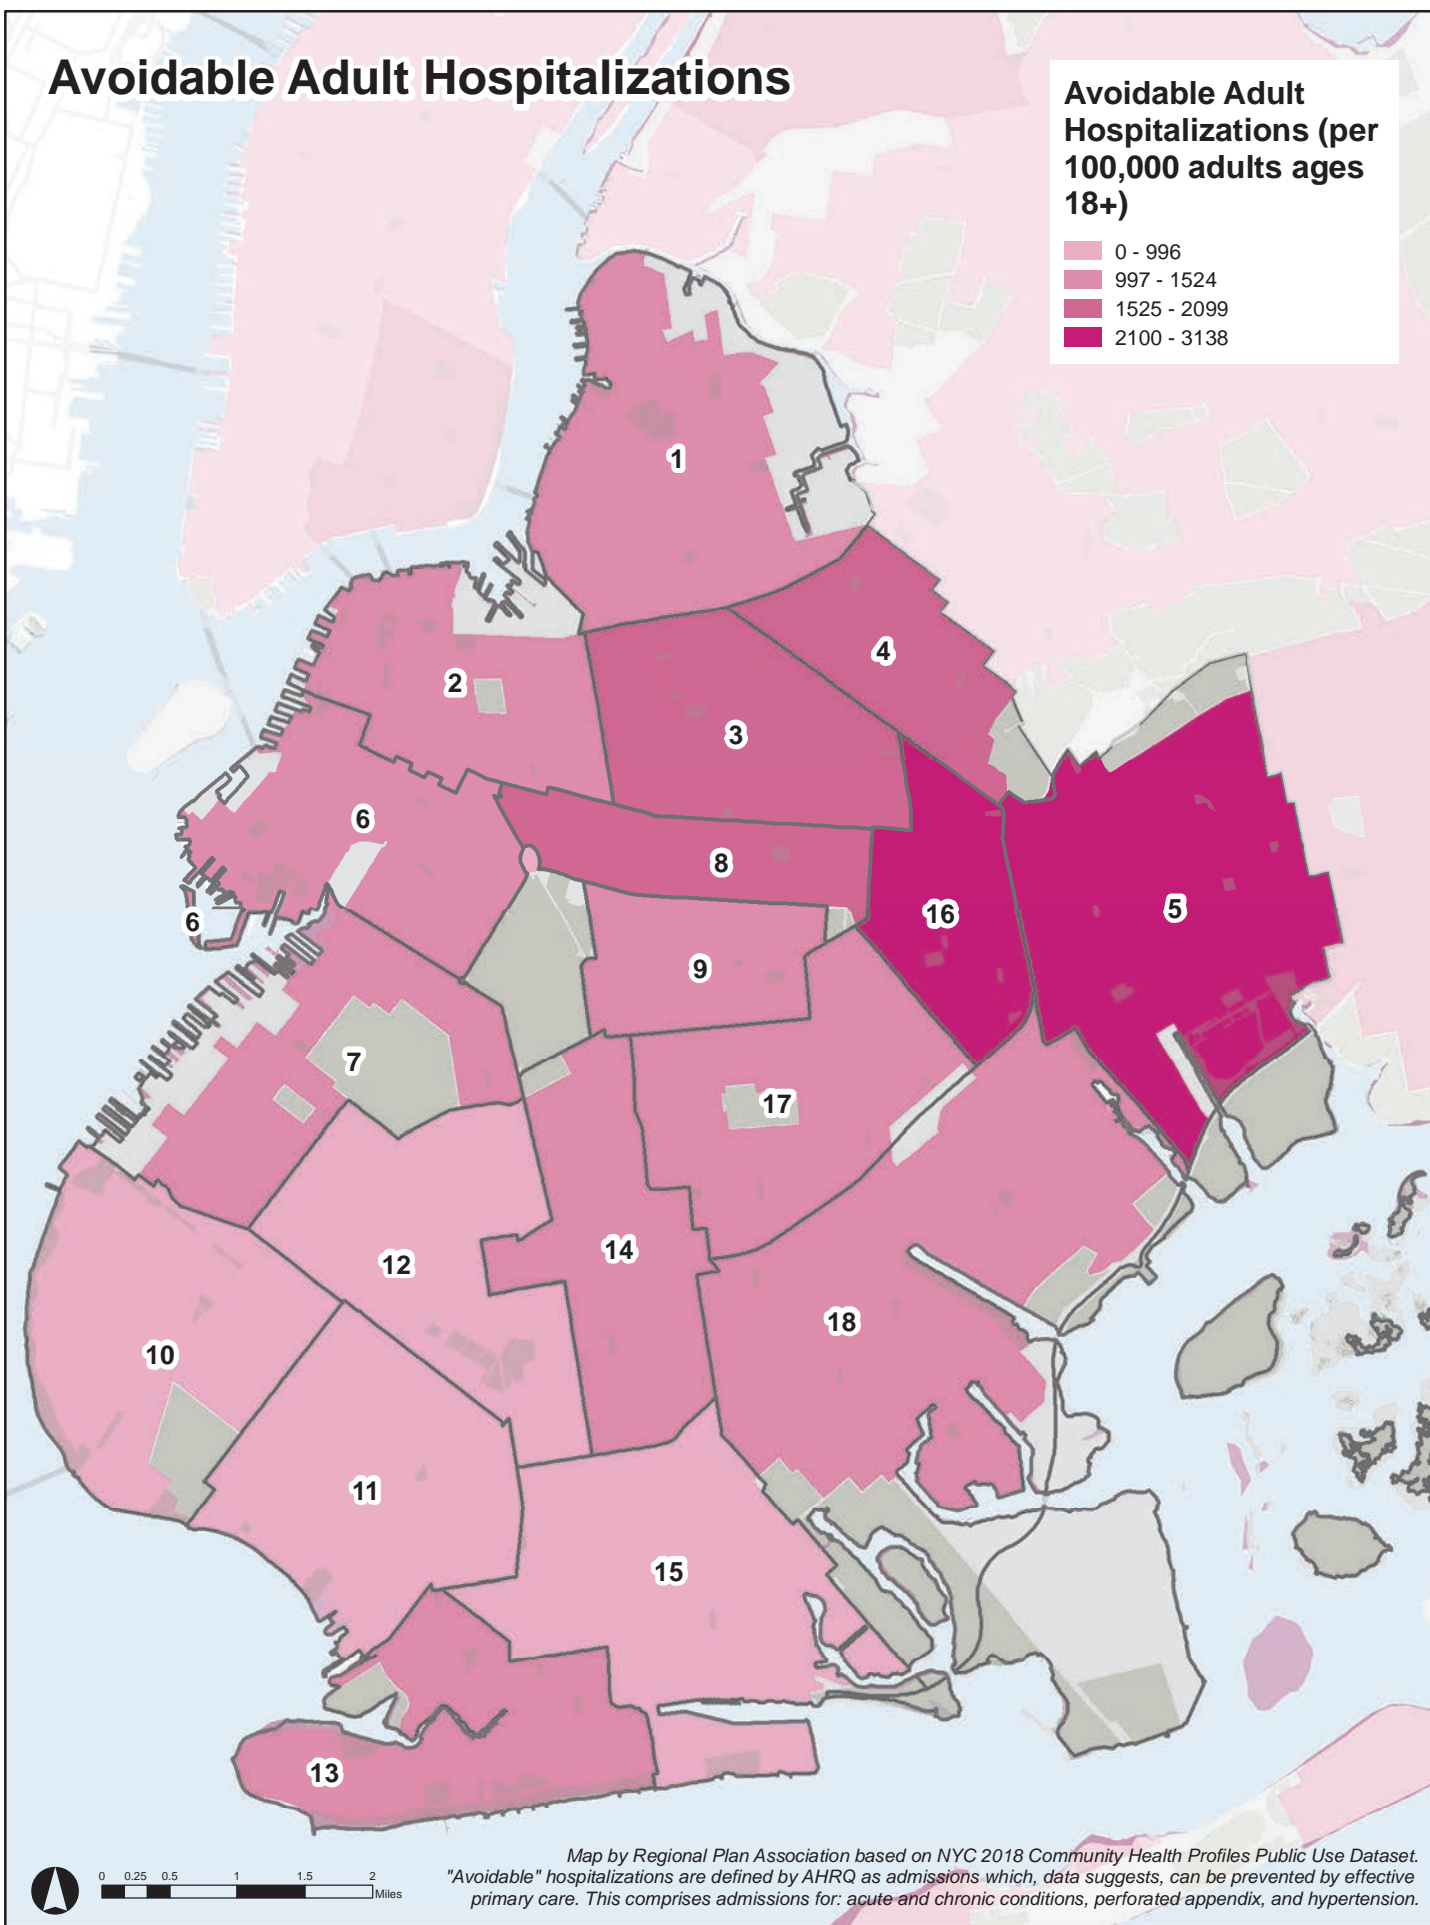 Avoidable Adult Hospitalizations
Avoidable Adult
Hospitalizations (per
100,000 adults ages
18+)
0 - 996
997 - 1524
1525 - 2099
2100 - 3138
1
4
2
3
6
8
16
5
6
9
7
17
14
12
18
10
11
15
13
0 0.25 0.5 1 1.5 2
Miles
Map by Regional Plan Association based on NYC 2018 Community Health Profiles Public Use Dataset.
"Avoidable" hospitalizations are defined by AHRQ as admissions which, data suggests, can be prevented by effective
primary care. This comprises admissions for: acute and chronic conditions, perforated appendix, and hypertension.